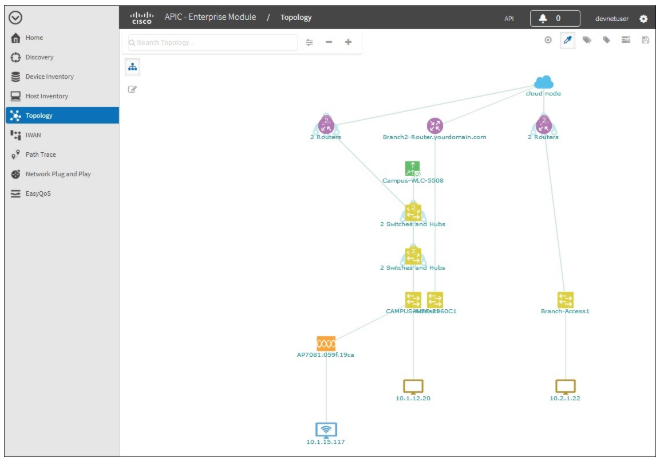 cisco APIC - Enterprise Module / Topology API 0 devnetuser
Home
Discovery
Device Inventory
Host Inventory
Topology
IWAN
Path Trace
Network Plug and Play
EasyQoS
Search Topology...
cloud node
2 Routers
Branch2-Router.yourdomain.com
2 Routers
Campus-WLC-5508
2 Switches and Hubs
2 Switches and Hubs
Branch-Access1
AP7081.059f.19ca
10.1.12.20
10.2.1.22
10.1.15.117